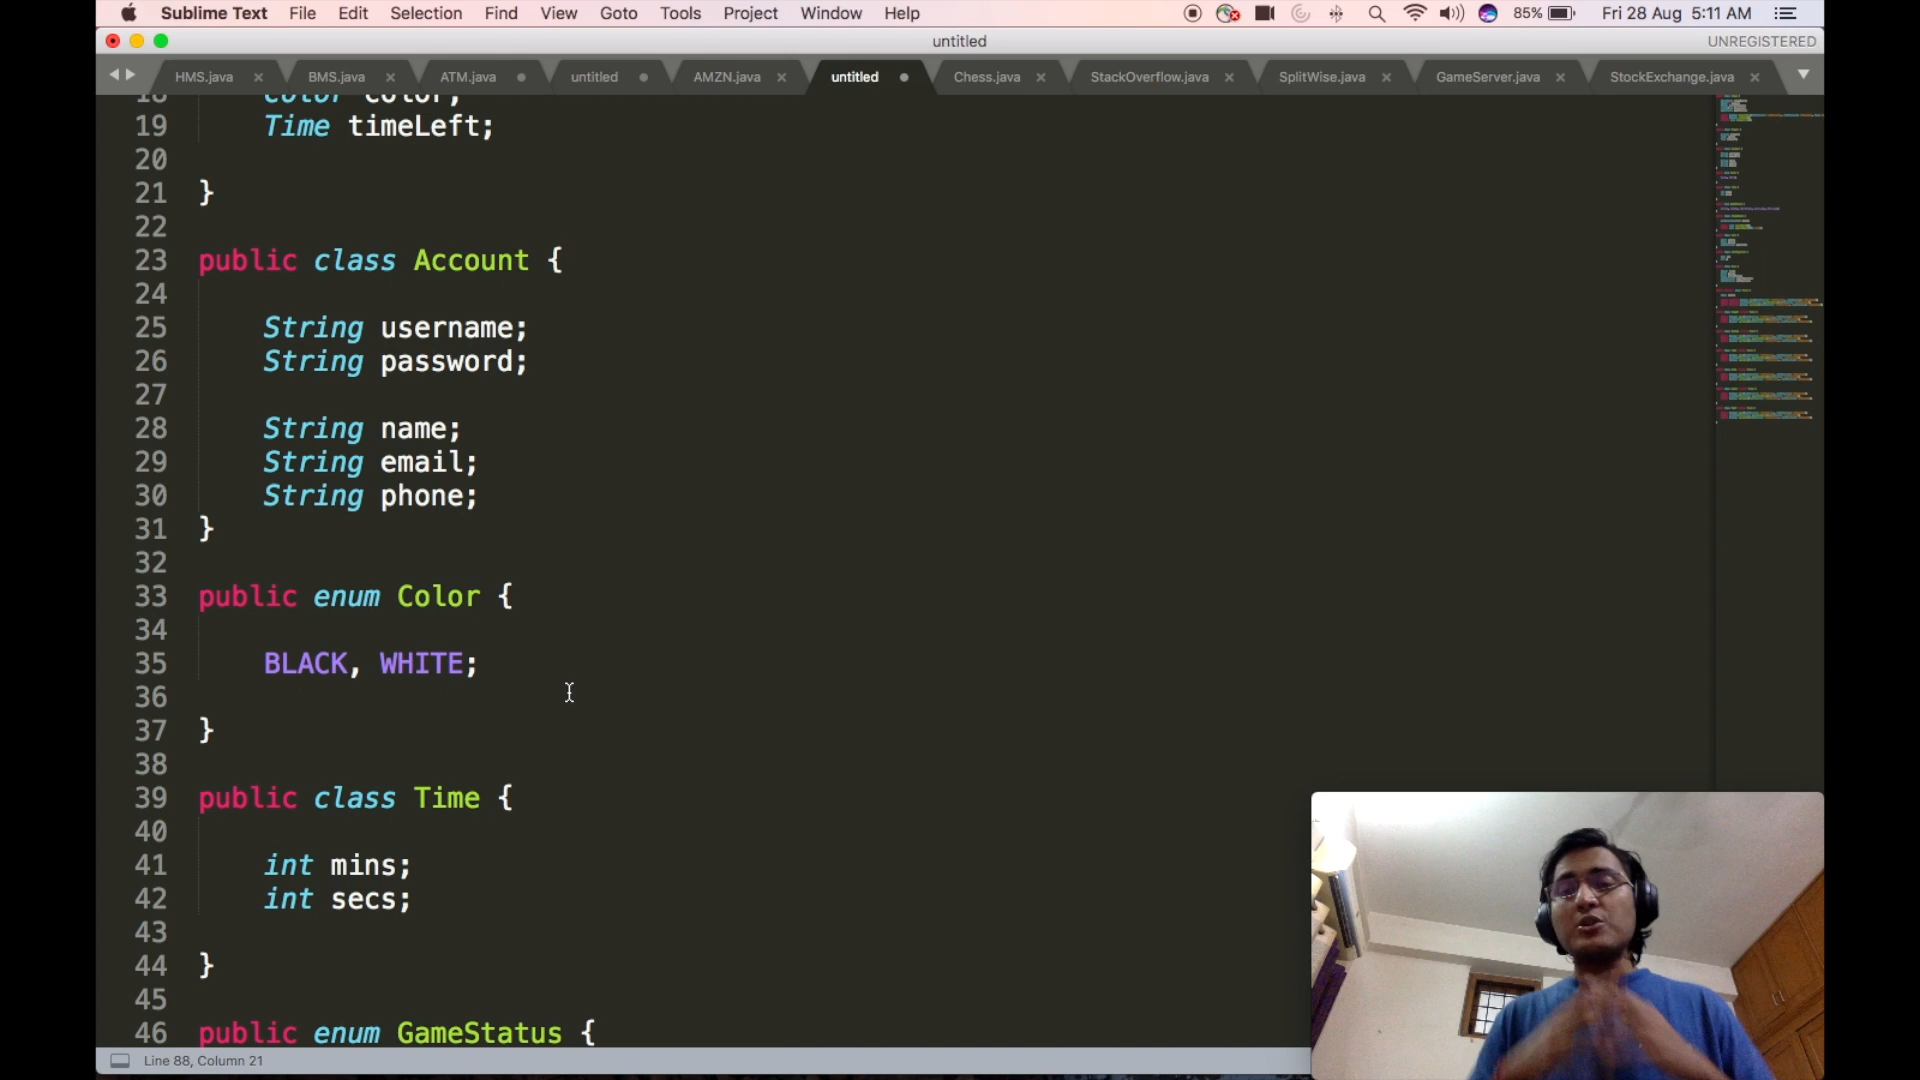 Sublime Text File Edit Selection Find View Goto Tools Project Window Help 85% Fri 28 Aug 5:11 AM
untitled UNREGISTERED
HMS.java BMS.java ATM.java untitled AMZN.java untitled Chess.java StackOverflow.java SplitWise.java GameServer.java StockExchange.java
18 Color color;
19 Time timeLeft;
20
21 }
22
23 public class Account {
24
25 String username;
26 String password;
27
28 String name;
29 String email;
30 String phone;
31 }
32
33 public enum Color {
34
35 BLACK, WHITE;
36
37 }
38
39 public class Time {
40
41 int mins;
42 int secs;
43
44 }
45
46 public enum GameStatus {
Line 88, Column 21